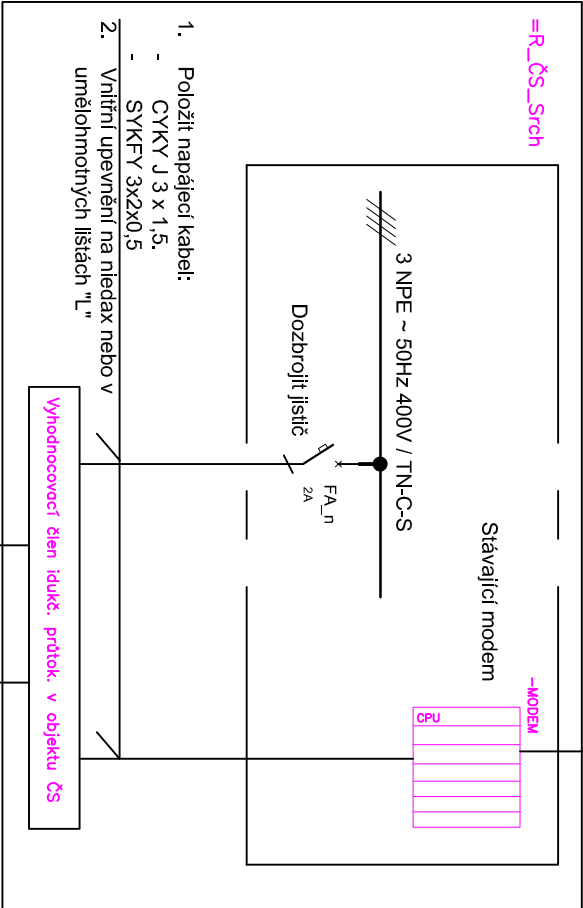 =R_ČS_Srch
-MODEM
CPU
Stávající modem
3 NPE ~ 50Hz 400V / TN-C-S
FA_n
2A
Dozbrojit jistič
1. Položit napájecí kabel:
- CYKY J 3 x 1,5.
- SYKFY 3x2x0,5
2. Vnitřní upevnění na niedax nebo v
umělohmotných lištách "L"
Vyhodnocovací člen idukč. průtok. v objektu ČS